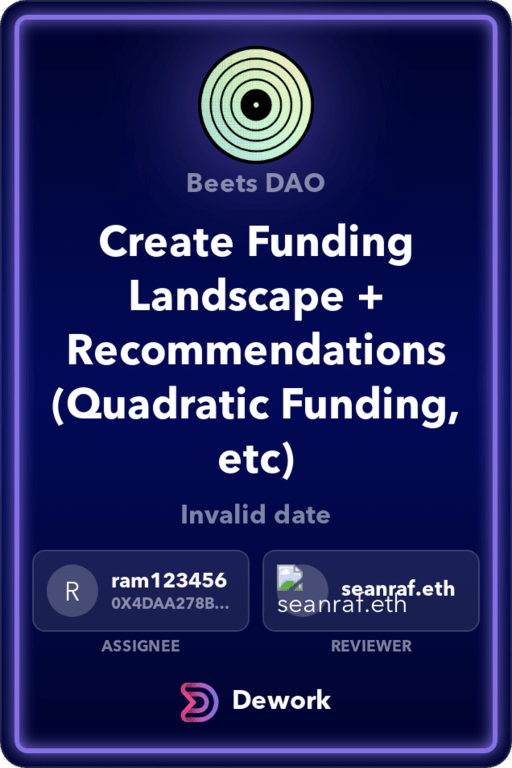 Beets DAO
Create Funding
Landscape +
Recommendations
(Quadratic Funding,
etc)
Invalid date
R
ram123456
0X4DAA278B...
seanraf.eth
seanraf.eth
ASSIGNEE
REVIEWER
Dework